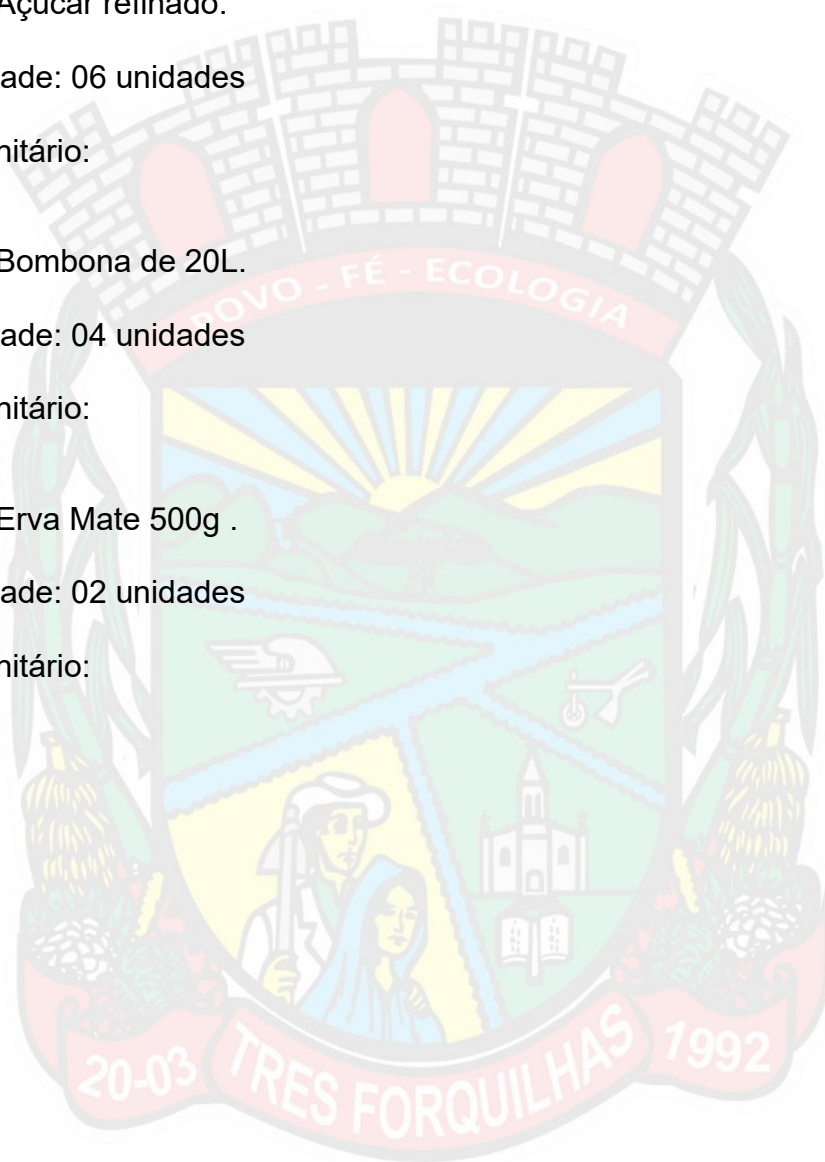 Açúcar refinado.
ade: 06 unidades
nitário:
Bombona de 20L.
ade: 04 unidades
nitário:
Erva Mate 500g .
ade: 02 unidades
nitário:
POVO - FÉ - ECOLOGIA
20-03 TRES FORQUILHAS 1992